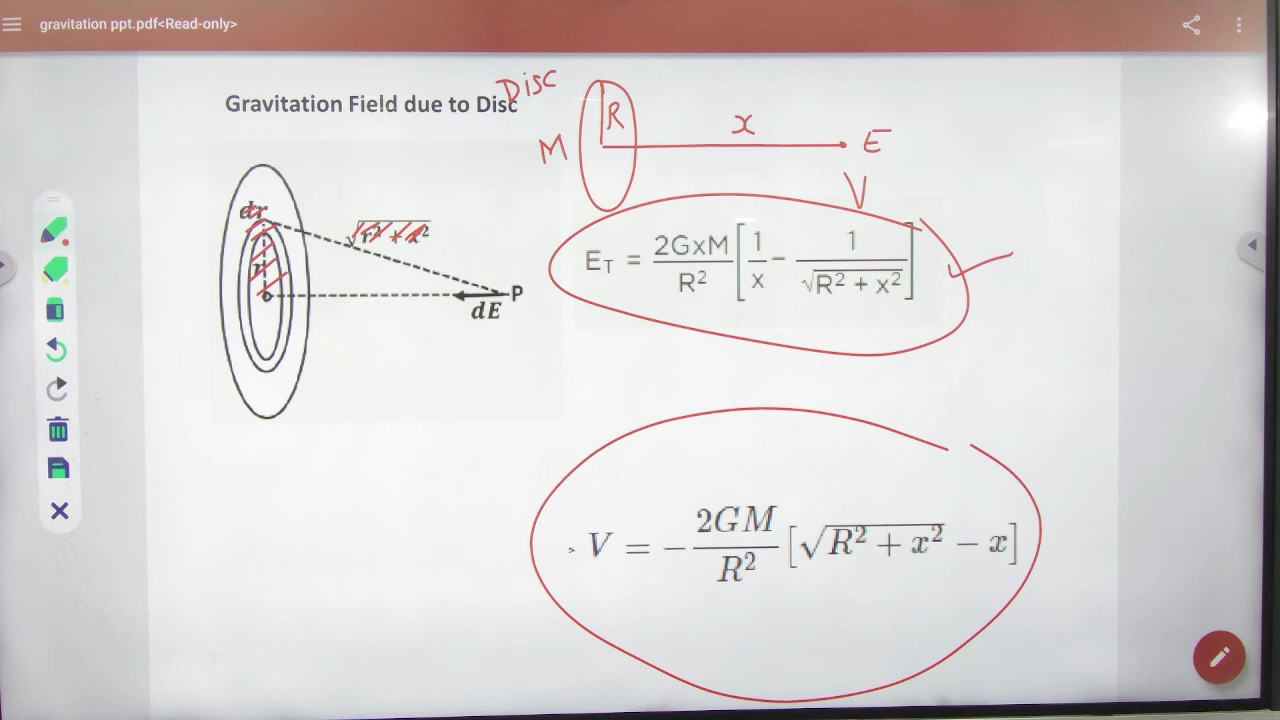 gravitation ppt.pdf<Read-only>
Disc
Gravitation Field due to Disc
M R x E
V
dr
√r² + x²
r
P
dE
E_T = 2GxM/R² [1/x − 1/√R² + x²]
V = − 2GM/R² [√R² + x² − x]